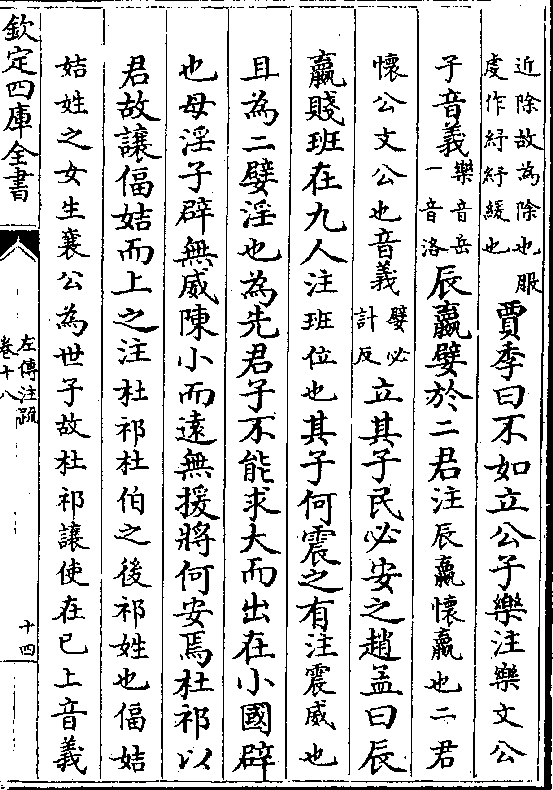 近除故為除也服
虔作紓紓緩也
賈季曰不如立公子樂注樂文公
子音義
樂音岳
一音洛
辰嬴嬖於二君注辰嬴懷嬴也二君
懷公文公也音義
嬖必
計反
立其子民必安之趙孟曰辰
嬴賤班在九人注班位也其子何震之有注震威也
且為二嬖淫也為先君子不能求大而出在小國辟
也母淫子辟無威陳小而遠無援將何安焉杜祁以
君故讓偪姞而上之注杜祁杜伯之後祁姓也偪姞
姞姓之女生襄公為世子故杜祁讓使在已上音義
欽定四庫全書
左傳注疏
卷十八
十四